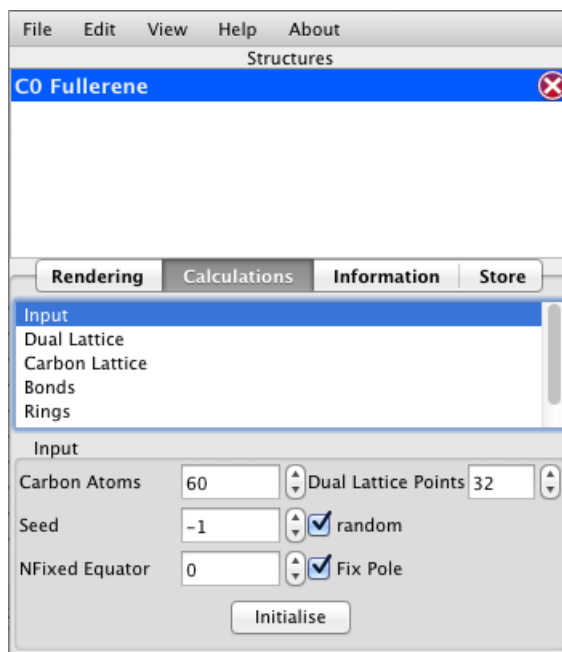 File Edit View Help About
Structures
C0 Fullerene
Rendering Calculations Information Store
Input
Dual Lattice
Carbon Lattice
Bonds
Rings
Input
Carbon Atoms 60 Dual Lattice Points 32
Seed -1 random
NFixed Equator 0 Fix Pole
Initialise